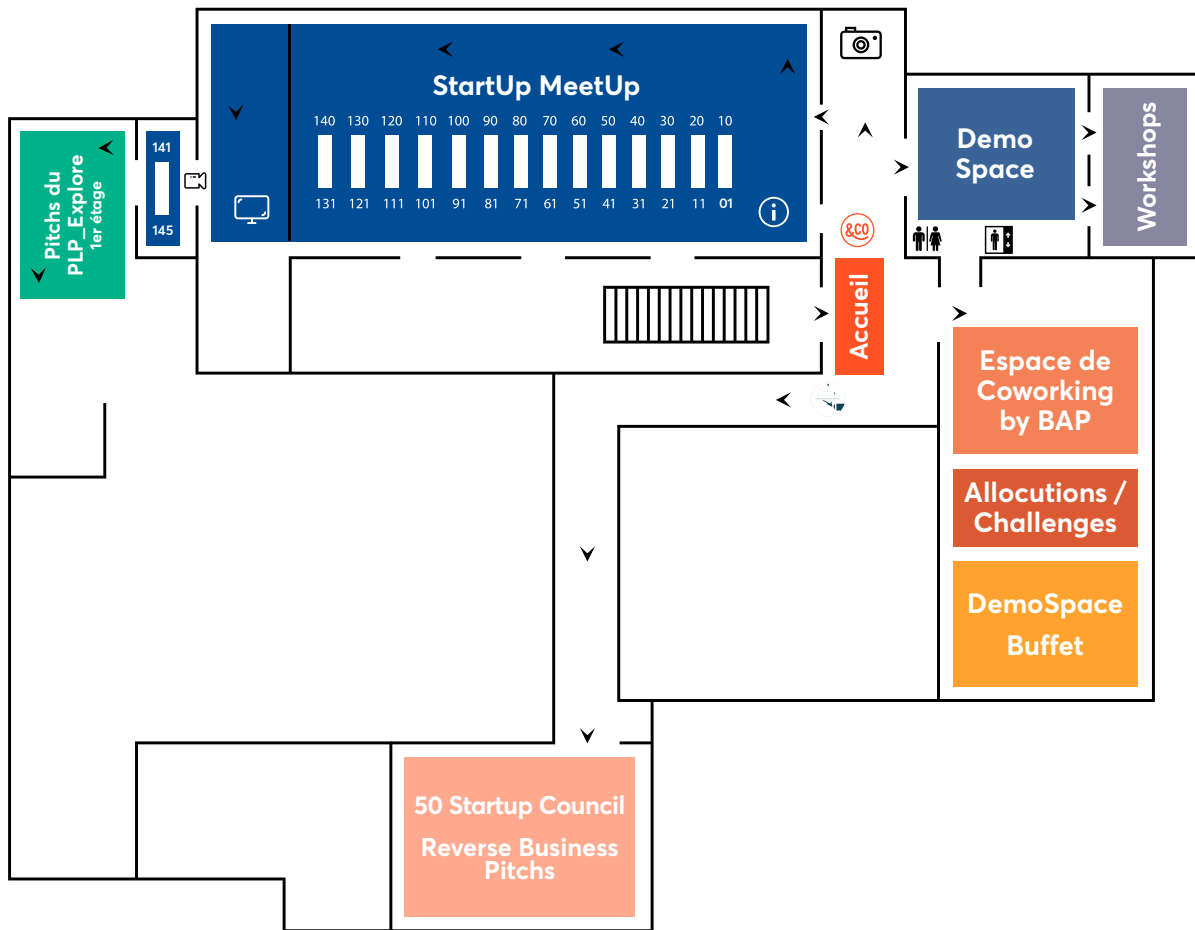 StartUp MeetUp
140 130 120 110 100 90 80 70 60 50 40 30 20 10
131 121 111 101 91 81 71 61 51 41 31 21 11 01
141
145
Pitchs du
PLP_Explore
1er étage
Demo
Space
Workshops
&CO
Accueil
Espace de
Coworking
by BAP
Allocutions /
Challenges
DemoSpace
Buffet
50 Startup Council
Reverse Business
Pitchs